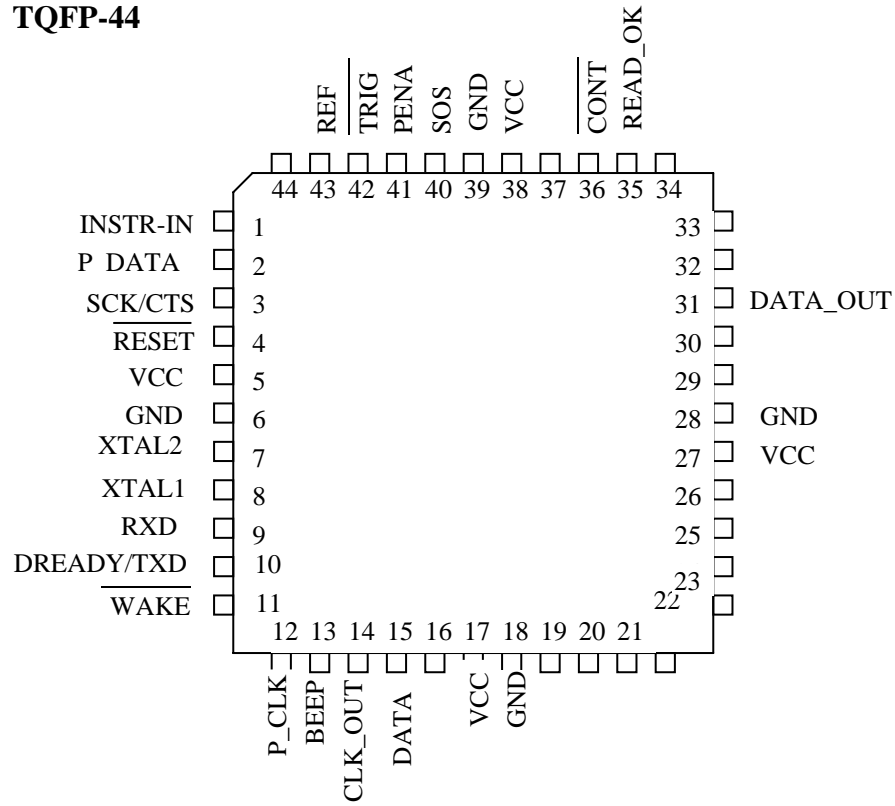 TQFP-44
REF
TRIG
PENA
SOS
GND
VCC
CONT
READ_OK
44 43 42 41 40 39 38 37 36 35 34
INSTR-IN 1 33
P DATA 2 32
SCK/CTS 3 31 DATA_OUT
RESET 4 30
VCC 5 29
GND 6 28 GND
XTAL2 7 27 VCC
XTAL1 8 26
RXD 9 25
DREADY/TXD 10 23
WAKE 11 22
12 13 14 15 16 17 18 19 20 21
P_CLK
BEEP
CLK_OUT
DATA
VCC
GND